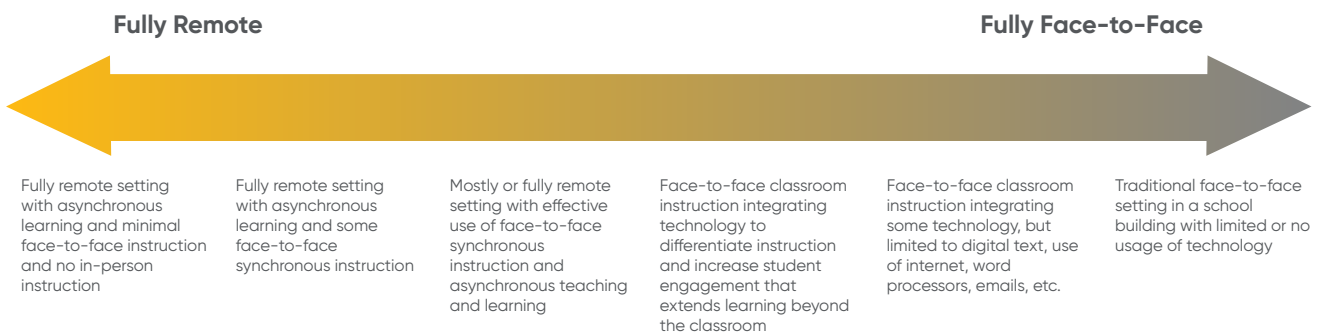 Fully Remote
Fully Face-to-Face
Fully remote setting
with asynchronous
learning and minimal
face-to-face instruction
and no in-person
instruction
Fully remote setting
with asynchronous
learning and some
face-to-face
synchronous instruction
Mostly or fully remote
setting with effective
use of face-to-face
synchronous
instruction and
asynchronous teaching
and learning
Face-to-face classroom
instruction integrating
technology to
differentiate instruction
and increase student
engagement that
extends learning beyond
the classroom
Face-to-face classroom
instruction integrating
some technology, but
limited to digital text, use
of internet, word
processors, emails, etc.
Traditional face-to-face
setting in a school
building with limited or no
usage of technology